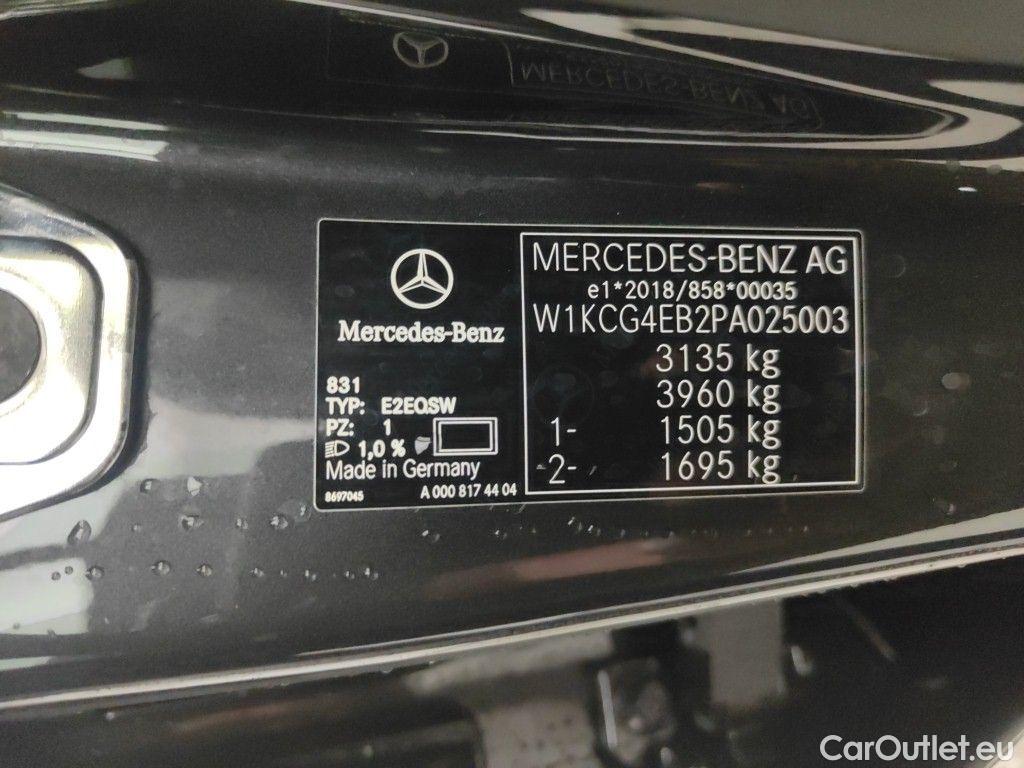 MERCEDES-BENZ AG
Mercedes-Benz
831
TYP: E2EQSW
PZ: 1
1,0 %
Made in Germany
8697045
A 000 817 44 04
MERCEDES-BENZ AG
e1*2018/858*00035
W1KCG4EB2PA025003
3135 kg
3960 kg
1- 1505 kg
-2- 1695 kg
CarOutlet.eu